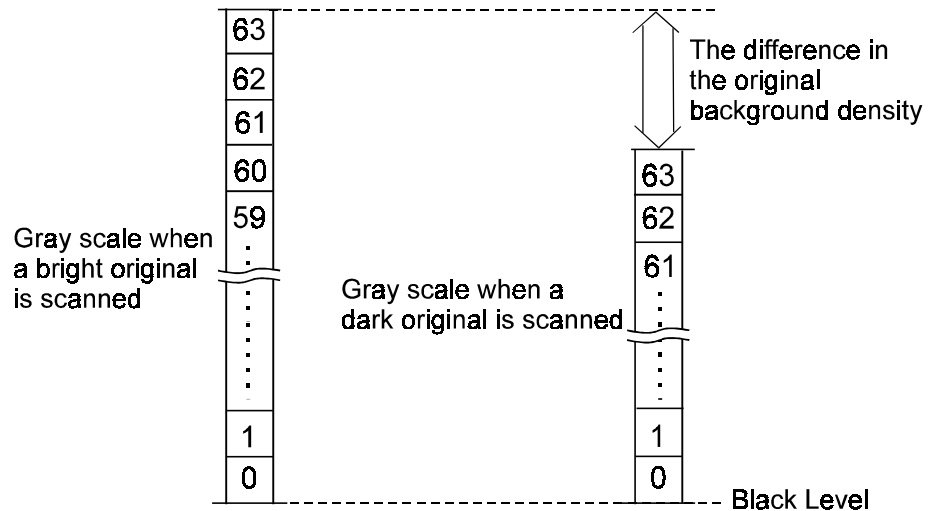 63
62
61
60
59
1
0
Gray scale when
a bright original
is scanned
Gray scale when a
dark original is scanned
The difference in
the original
background density
63
62
61
1
0
Black Level